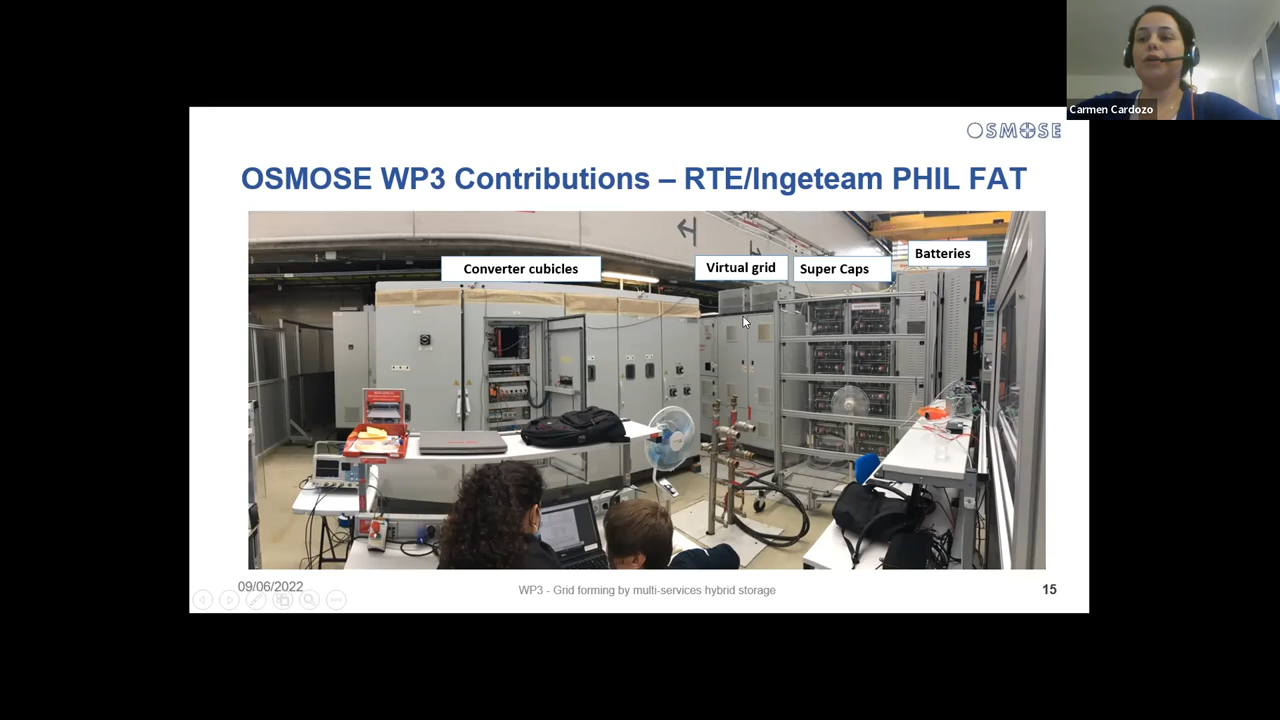 Carmen Cardozo
OSMOSE
OSMOSE WP3 Contributions – RTE/Ingeteam PHIL FAT
Converter cubicles
Virtual grid
Super Caps
Batteries
09/06/2022
WP3 - Grid forming by multi-services hybrid storage
15